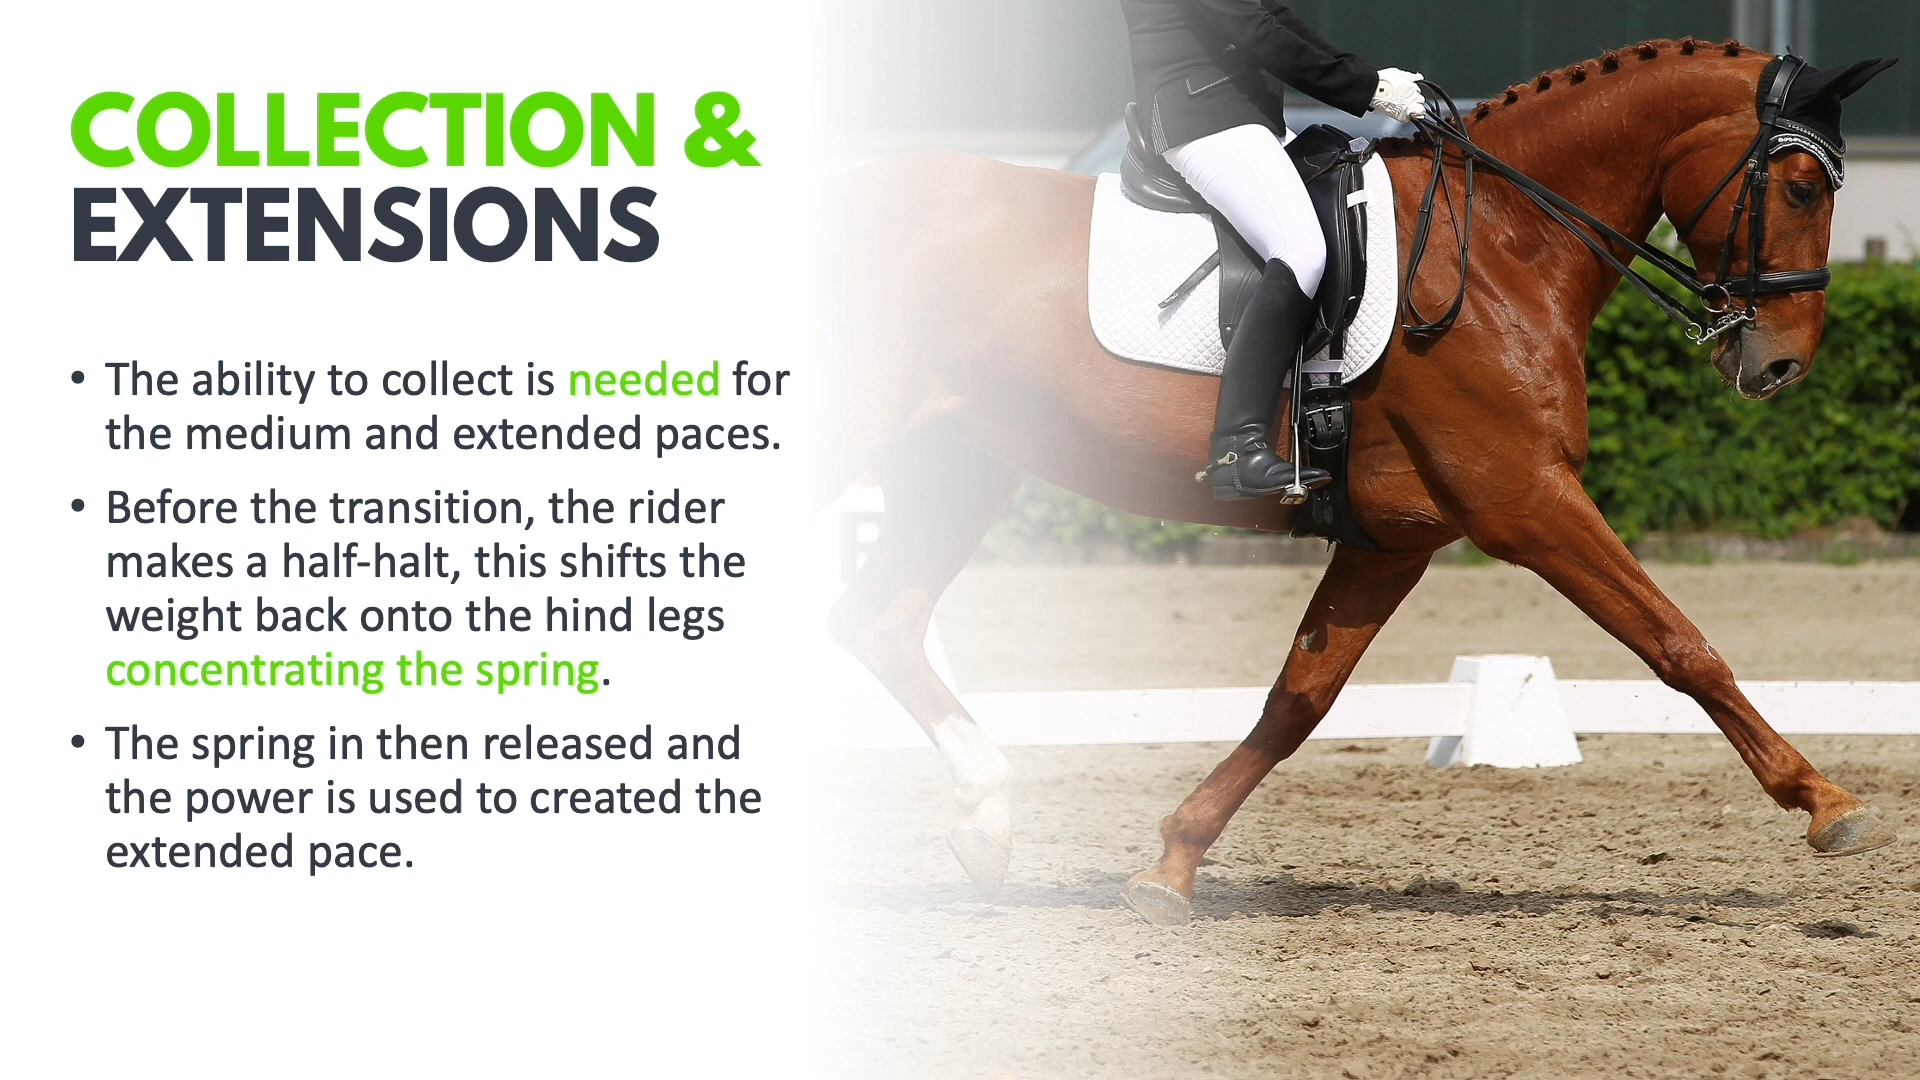 COLLECTION &
EXTENSIONS
• The ability to collect is needed for
the medium and extended paces.
• Before the transition, the rider
makes a half-halt, this shifts the
weight back onto the hind legs
concentrating the spring.
• The spring in then released and
the power is used to created the
extended pace.